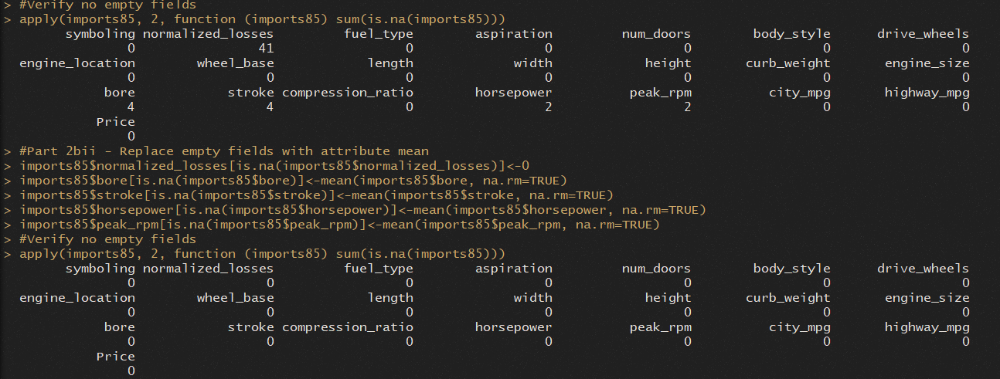 > #Verify no empty fields
> apply(imports85, 2, function (imports85) sum(is.na(imports85)))
symboling normalized_losses fuel_type aspiration num_doors body_style drive_wheels
0 41 0 0 0 0 0
engine_location wheel_base length width height curb_weight engine_size
0 0 0 0 0 0 0
bore stroke compression_ratio horsepower peak_rpm city_mpg highway_mpg
4 4 0 2 2 0 0
Price
0
> #Part 2bii - Replace empty fields with attribute mean
> imports85$normalized_losses[is.na(imports85$normalized_losses)]<-0
> imports85$bore[is.na(imports85$bore)]<-mean(imports85$bore, na.rm=TRUE)
> imports85$stroke[is.na(imports85$stroke)]<-mean(imports85$stroke, na.rm=TRUE)
> imports85$horsepower[is.na(imports85$horsepower)]<-mean(imports85$horsepower, na.rm=TRUE)
> imports85$peak_rpm[is.na(imports85$peak_rpm)]<-mean(imports85$peak_rpm, na.rm=TRUE)
> #Verify no empty fields
> apply(imports85, 2, function (imports85) sum(is.na(imports85)))
symboling normalized_losses fuel_type aspiration num_doors body_style drive_wheels
0 0 0 0 0 0 0
engine_location wheel_base length width height curb_weight engine_size
0 0 0 0 0 0 0
bore stroke compression_ratio horsepower peak_rpm city_mpg highway_mpg
0 0 0 0 0 0 0
Price
0